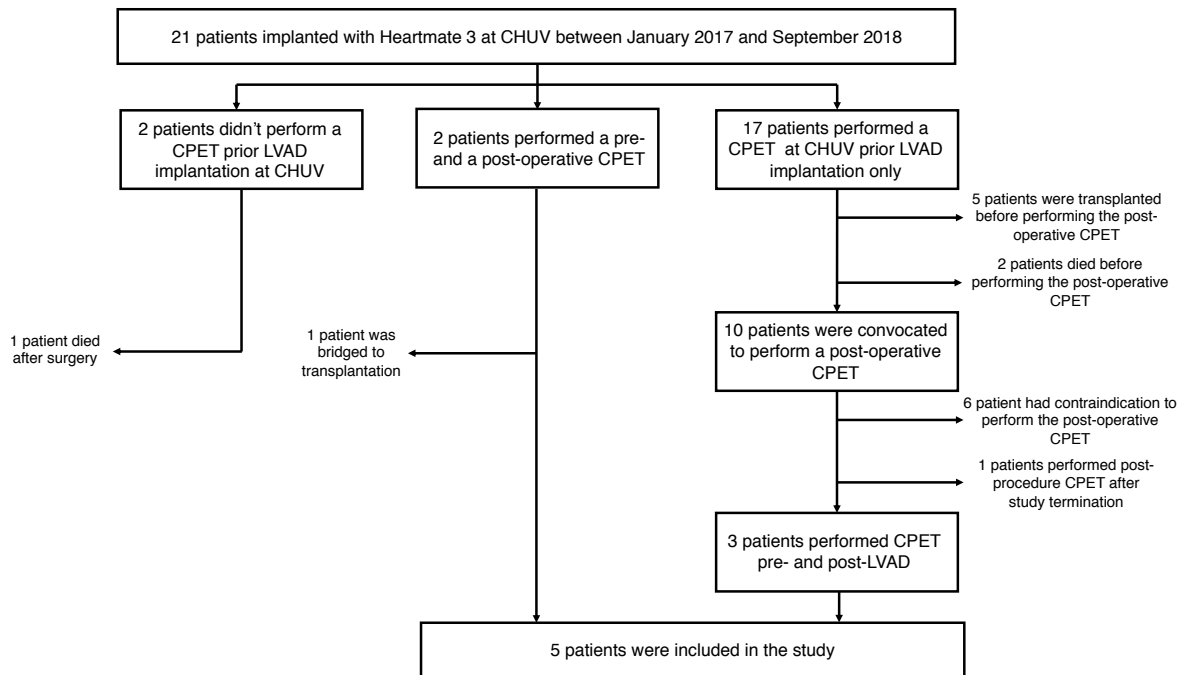 21 patients implanted with Heartmate 3 at CHUV between January 2017 and September 2018
2 patients didn't perform a
CPET prior LVAD
implantation at CHUV
2 patients performed a pre-
and a post-operative CPET
17 patients performed a
CPET at CHUV prior LVAD
implantation only
5 patients were transplanted
before performing the post-
operative CPET
2 patients died before
performing the post-operative
CPET
1 patient died
after surgery
1 patient was
bridged to
transplantation
10 patients were convocated
to perform a post-operative
CPET
6 patient had contraindication to
perform the post-operative
CPET
1 patients performed post-
procedure CPET after
study termination
3 patients performed CPET
pre- and post-LVAD
5 patients were included in the study